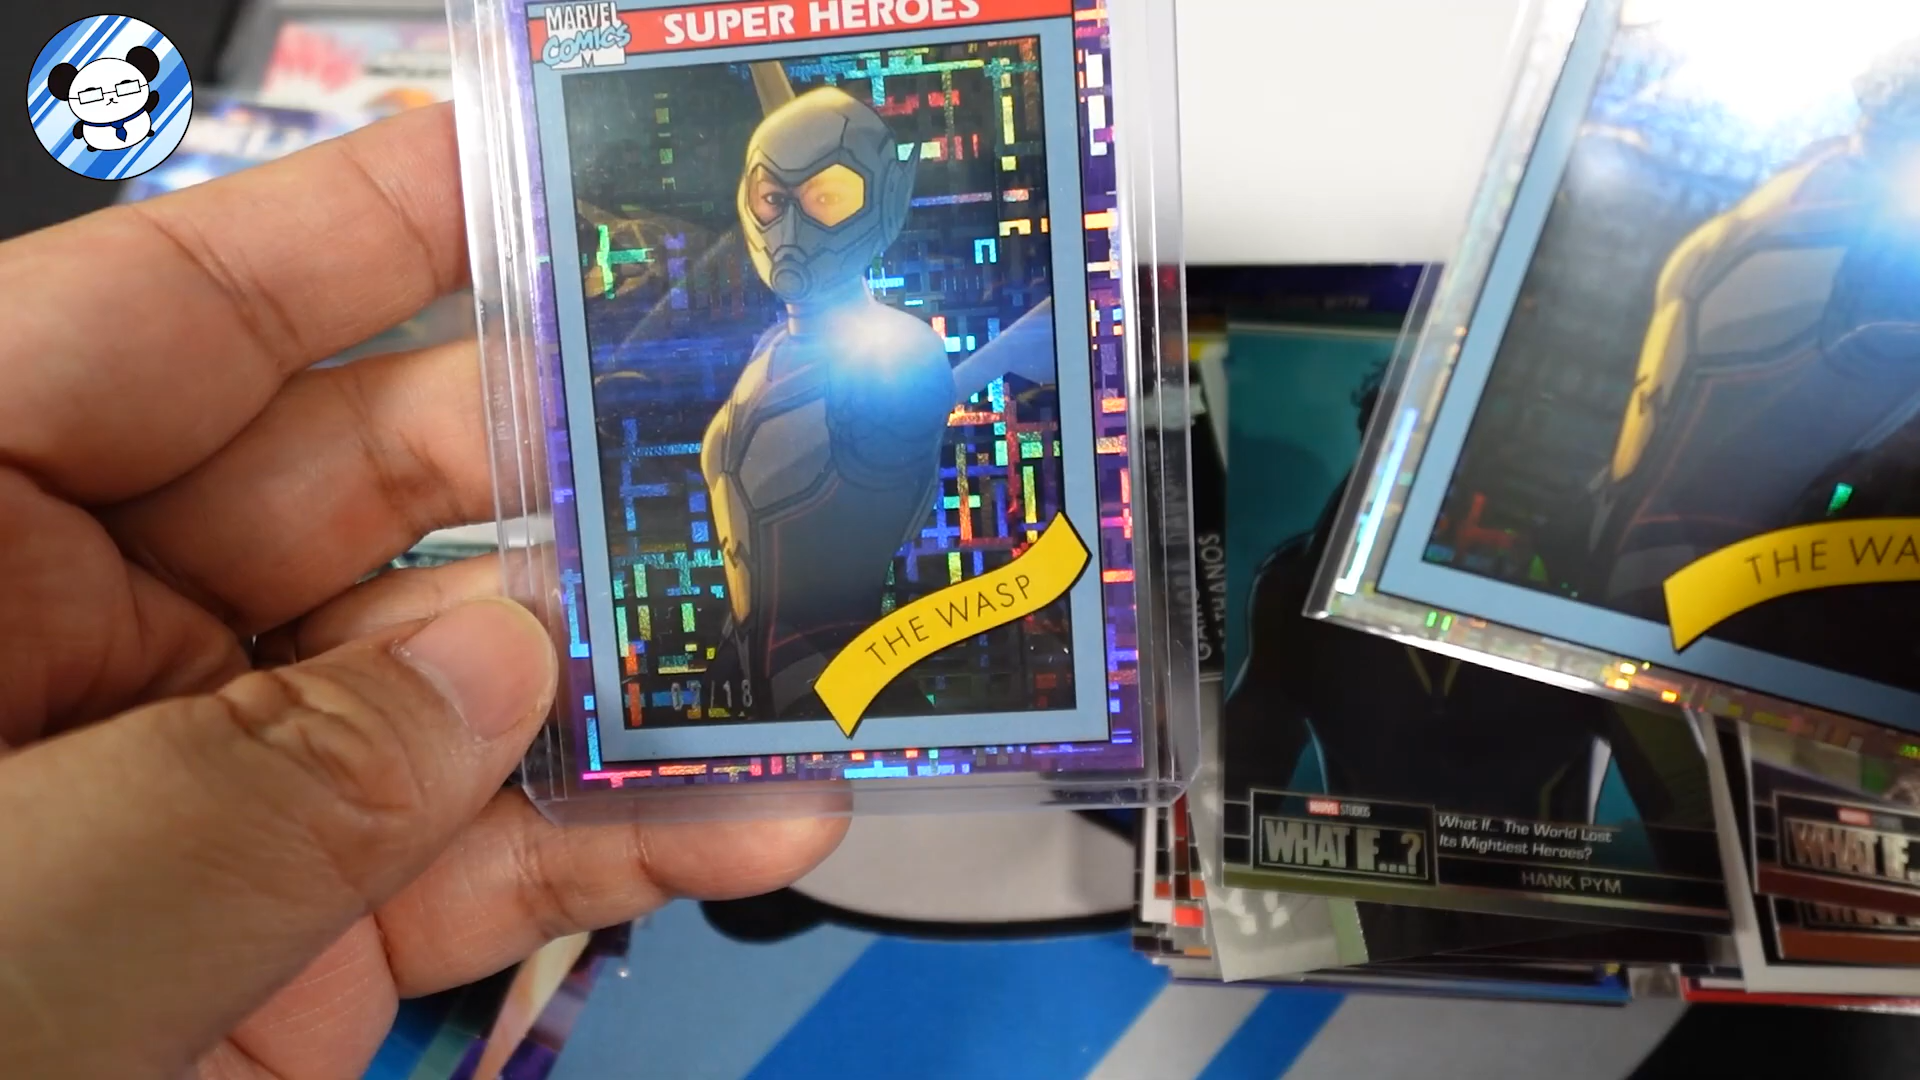 MARVEL
COMICS
SUPER HEROES
THE WASP
THE WA
THANOS
MARVEL STUDIOS
WHAT IF...?
What If... The World Lost
Its Mightiest Heroes?
HANK PYM
WHAT IF